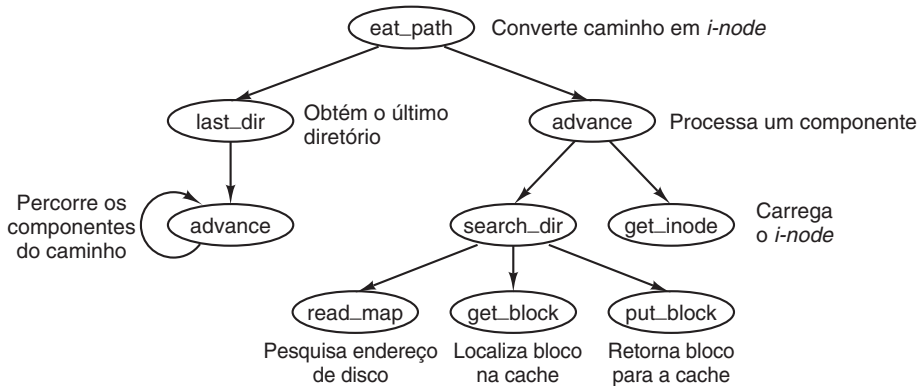 eat_path
Converte caminho em i-node
last_dir
Obtém o último
diretório
advance
Processa um componente
Percorre os
componentes
do caminho
advance
search_dir
get_inode
Carrega
o i-node
read_map
get_block
put_block
Pesquisa endereço
de disco
Localiza bloco
na cache
Retorna bloco
para a cache